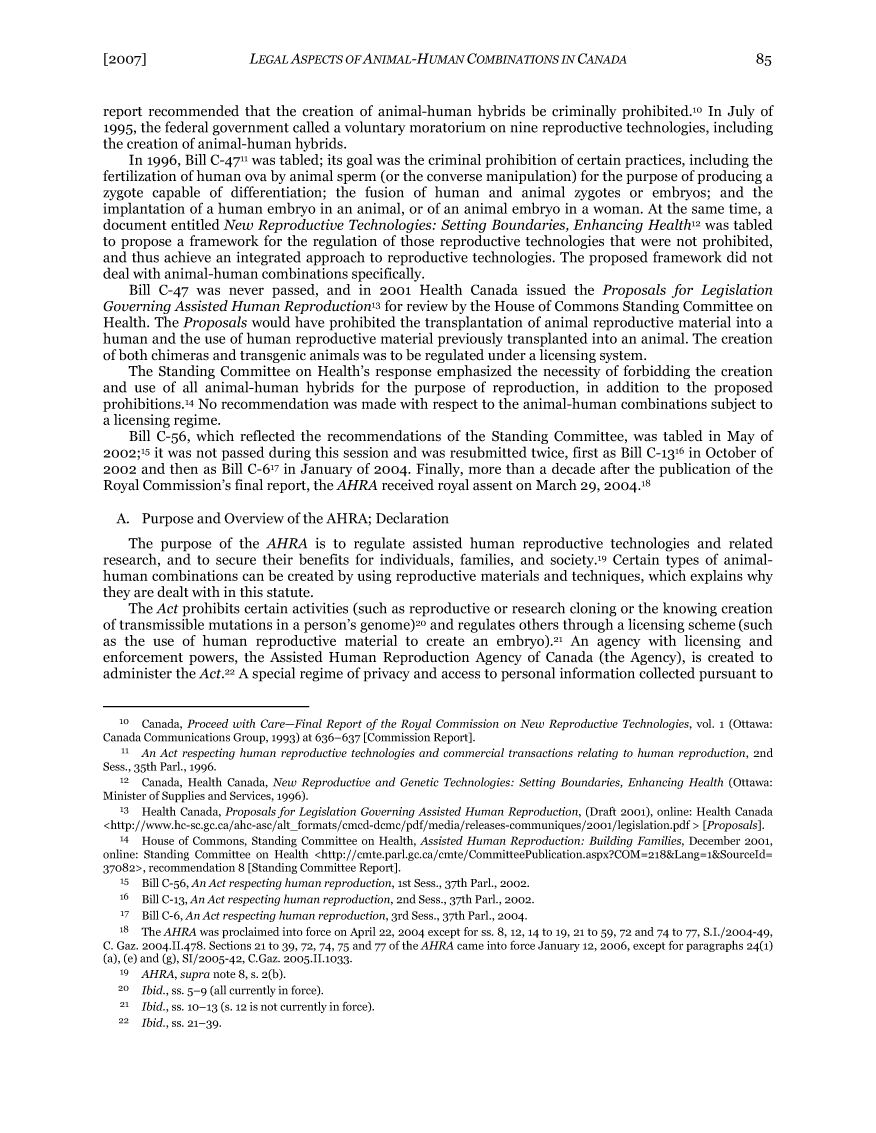 [2007] LEGAL ASPECTS OF ANIMAL-HUMAN COMBINATIONS IN CANADA 85
report recommended that the creation of animal-human hybrids be criminally prohibited.10 In July of
1995, the federal government called a voluntary moratorium on nine reproductive technologies, including
the creation of animal-human hybrids.
In 1996, Bill C-4711 was tabled; its goal was the criminal prohibition of certain practices, including the
fertilization of human ova by animal sperm (or the converse manipulation) for the purpose of producing a
zygote capable of differentiation; the fusion of human and animal zygotes or embryos; and the
implantation of a human embryo in an animal, or of an animal embryo in a woman. At the same time, a
document entitled New Reproductive Technologies: Setting Boundaries, Enhancing Health12 was tabled
to propose a framework for the regulation of those reproductive technologies that were not prohibited,
and thus achieve an integrated approach to reproductive technologies. The proposed framework did not
deal with animal-human combinations specifically.
Bill C-47 was never passed, and in 2001 Health Canada issued the Proposals for Legislation
Governing Assisted Human Reproduction13 for review by the House of Commons Standing Committee on
Health. The Proposals would have prohibited the transplantation of animal reproductive material into a
human and the use of human reproductive material previously transplanted into an animal. The creation
of both chimeras and transgenic animals was to be regulated under a licensing system.
The Standing Committee on Health's response emphasized the necessity of forbidding the creation
and use of all animal-human hybrids for the purpose of reproduction, in addition to the proposed
prohibitions.14 No recommendation was made with respect to the animal-human combinations subject to
a licensing regime.
Bill C-56, which reflected the recommendations of the Standing Committee, was tabled in May of
2002;15 it was not passed during this session and was resubmitted twice, first as Bill C-1316 in October of
2002 and then as Bill C-617 in January of 2004. Finally, more than a decade after the publication of the
Royal Commission's final report, the AHRA received royal assent on March 29, 2004.18
A. Purpose and Overview of the AHRA; Declaration
The purpose of the AHRA is to regulate assisted human reproductive technologies and related
research, and to secure their benefits for individuals, families, and society.19 Certain types of animal-
human combinations can be created by using reproductive materials and techniques, which explains why
they are dealt with in this statute.
The Act prohibits certain activities (such as reproductive or research cloning or the knowing creation
of transmissible mutations in a person's genome)20 and regulates others through a licensing scheme (such
as the use of human reproductive material to create an embryo).21 An agency with licensing and
enforcement powers, the Assisted Human Reproduction Agency of Canada (the Agency), is created to
administer the Act.22 A special regime of privacy and access to personal information collected pursuant to
10 Canada, Proceed with Care—Final Report of the Royal Commission on New Reproductive Technologies, vol. 1 (Ottawa:
Canada Communications Group, 1993) at 636–637 [Commission Report].
11 An Act respecting human reproductive technologies and commercial transactions relating to human reproduction, 2nd
Sess., 35th Parl., 1996.
12 Canada, Health Canada, New Reproductive and Genetic Technologies: Setting Boundaries, Enhancing Health (Ottawa:
Minister of Supplies and Services, 1996).
13 Health Canada, Proposals for Legislation Governing Assisted Human Reproduction, (Draft 2001), online: Health Canada
<http://www.hc-sc.gc.ca/ahc-asc/alt_formats/cmcd-dcmc/pdf/media/releases-communiques/2001/legislation.pdf > [Proposals].
14 House of Commons, Standing Committee on Health, Assisted Human Reproduction: Building Families, December 2001,
online: Standing Committee on Health <http://cmte.parl.gc.ca/cmte/CommitteePublication.aspx?COM=218&Lang=1&SourceId=
37082>, recommendation 8 [Standing Committee Report].
15 Bill C-56, An Act respecting human reproduction, 1st Sess., 37th Parl., 2002.
16 Bill C-13, An Act respecting human reproduction, 2nd Sess., 37th Parl., 2002.
17 Bill C-6, An Act respecting human reproduction, 3rd Sess., 37th Parl., 2004.
18 The AHRA was proclaimed into force on April 22, 2004 except for ss. 8, 12, 14 to 19, 21 to 59, 72 and 74 to 77, S.I./2004-49,
C. Gaz. 2004.II.478. Sections 21 to 39, 72, 74, 75 and 77 of the AHRA came into force January 12, 2006, except for paragraphs 24(1)
(a), (e) and (g), SI/2005-42, C.Gaz. 2005.II.1033.
19 AHRA, supra note 8, s. 2(b).
20 Ibid., ss. 5–9 (all currently in force).
21 Ibid., ss. 10–13 (s. 12 is not currently in force).
22 Ibid., ss. 21–39.